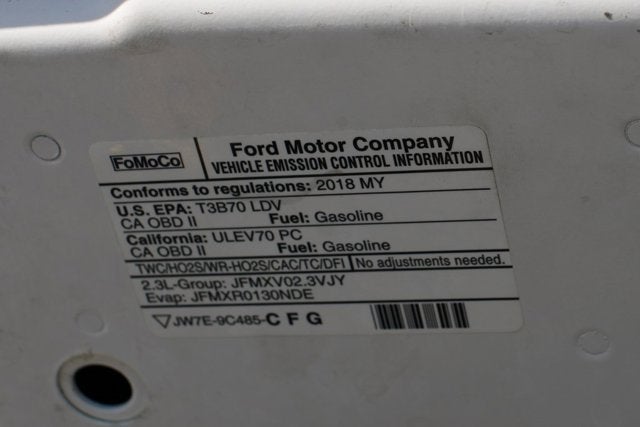 FoMoCo
Ford Motor Company
VEHICLE EMISSION CONTROL INFORMATION
Conforms to regulations: 2018 MY
U.S. EPA: T3B70 LDV
CA OBD II Fuel: Gasoline
California: ULEV70 PC
CA OBD II Fuel: Gasoline
TWC/HO2S/WR-HO2S/CAC/TC/DFI No adjustments needed.
2.3L-Group: JFMXV02.3VJY
Evap: JFMXR0130NDE
JW7E-9C485-C F G